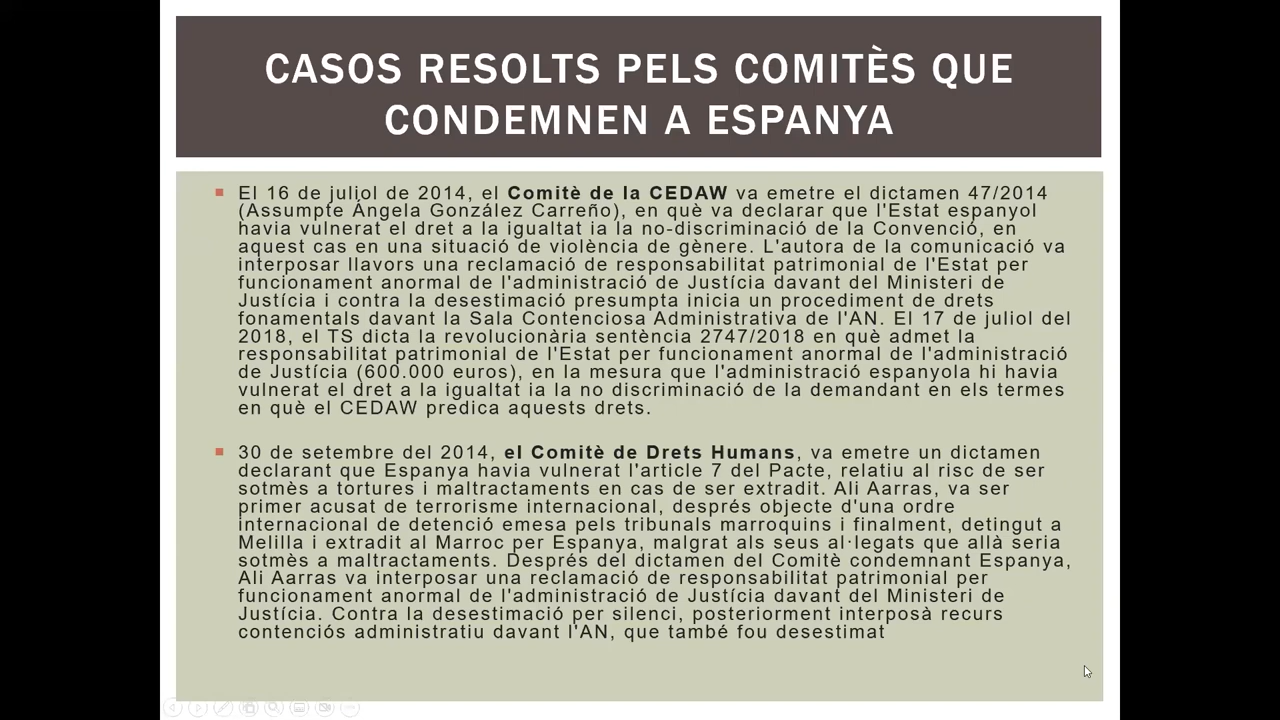 CASOS RESOLTS PELS COMITÈS QUE
CONDEMNEN A ESPANYA
El 16 de juliol de 2014, el Comitè de la CEDAW va emetre el dictamen 47/2014
(Assumpte Ángela González Carreño), en què va declarar que l'Estat espanyol
havia vulnerat el dret a la igualtat ia la no-discriminació de la Convenció, en
aquest cas en una situació de violència de gènere. L'autora de la comunicació va
interposar llavors una reclamació de responsabilitat patrimonial de l'Estat per
funcionament anormal de l'administració de Justícia davant del Ministeri de
Justícia i contra la desestimació presumpta inicia un procediment de drets
fonamentals davant la Sala Contenciosa Administrativa de l'AN. El 17 de juliol del
2018, el TS dicta la revolucionària sentència 2747/2018 en què admet la
responsabilitat patrimonial de l'Estat per funcionament anormal de l'administració
de Justícia (600.000 euros), en la mesura que l'administració espanyola hi havia
vulnerat el dret a la igualtat ia la no discriminació de la demandant en els termes
en què el CEDAW predica aquests drets.
30 de setembre del 2014, el Comitè de Drets Humans, va emetre un dictamen
declarant que Espanya havia vulnerat l'article 7 del Pacte, relatiu al risc de ser
sotmès a tortures i maltractaments en cas de ser extradit. Ali Aarras, va ser
primer acusat de terrorisme internacional, després objecte d'una ordre
internacional de detenció emesa pels tribunals marroquins i finalment, detingut a
Melilla i extradit al Marroc per Espanya, malgrat als seus al·legats que allà seria
sotmès a maltractaments. Després del dictamen del Comitè condemnant Espanya,
Ali Aarras va interposar una reclamació de responsabilitat patrimonial per
funcionament anormal de l'administració de Justícia davant del Ministeri de
Justícia. Contra la desestimació per silenci, posteriorment interposà recurs
contenciós administratiu davant l'AN, que també fou desestimat